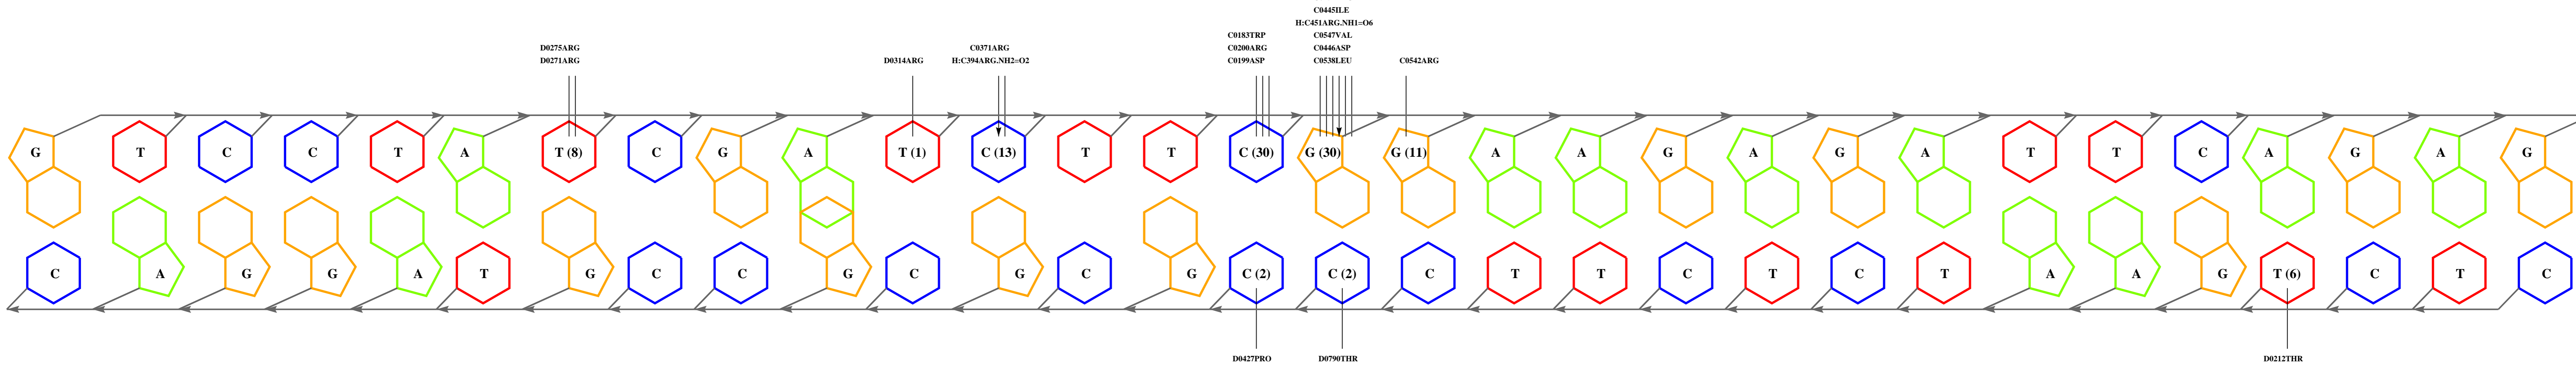 C0445ILE
H:C451ARG.NH1=O6
C0183TRP C0547VAL
D0275ARG C0371ARG C0200ARG C0446ASP
D0271ARG D0314ARG H:C394ARG.NH2=O2 C0199ASP C0538LEU C0542ARG
G T C C T A T (8) C G A T (1) C (13) T T C (30) G (30) G (11) A A G A G A T T C A G A G
C A G G A T G C C G C G C G C (2) C (2) C T T C T C T A A G T (6) C T C
D0427PRO D0790THR D0212THR